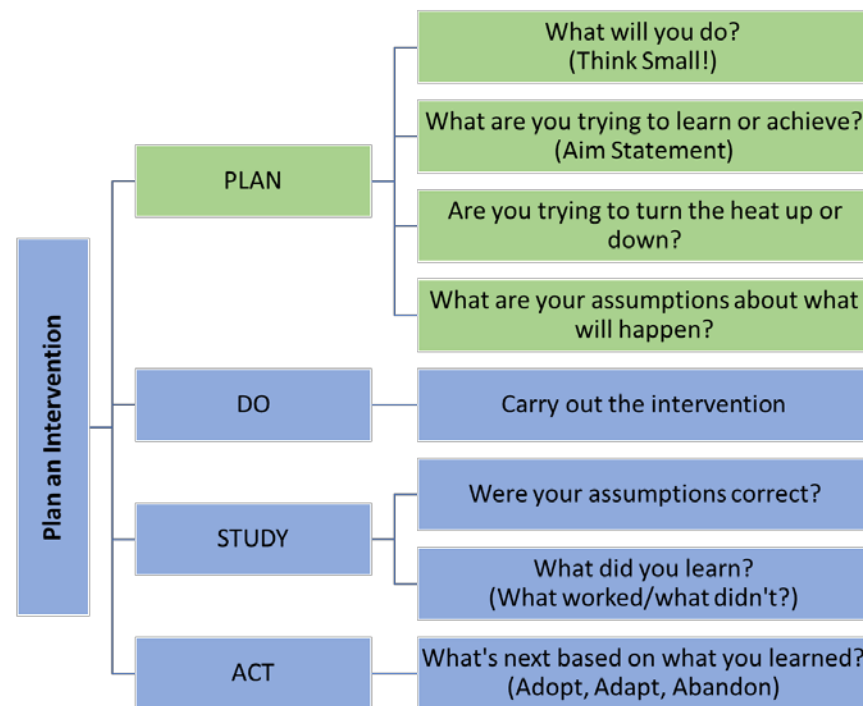 Plan an Intervention
PLAN
What will you do?
(Think Small!)
What are you trying to learn or achieve?
(Aim Statement)
Are you trying to turn the heat up or
down?
What are your assumptions about what
will happen?
DO
Carry out the intervention
STUDY
Were your assumptions correct?
What did you learn?
(What worked/what didn't?)
ACT
What's next based on what you learned?
(Adopt, Adapt, Abandon)